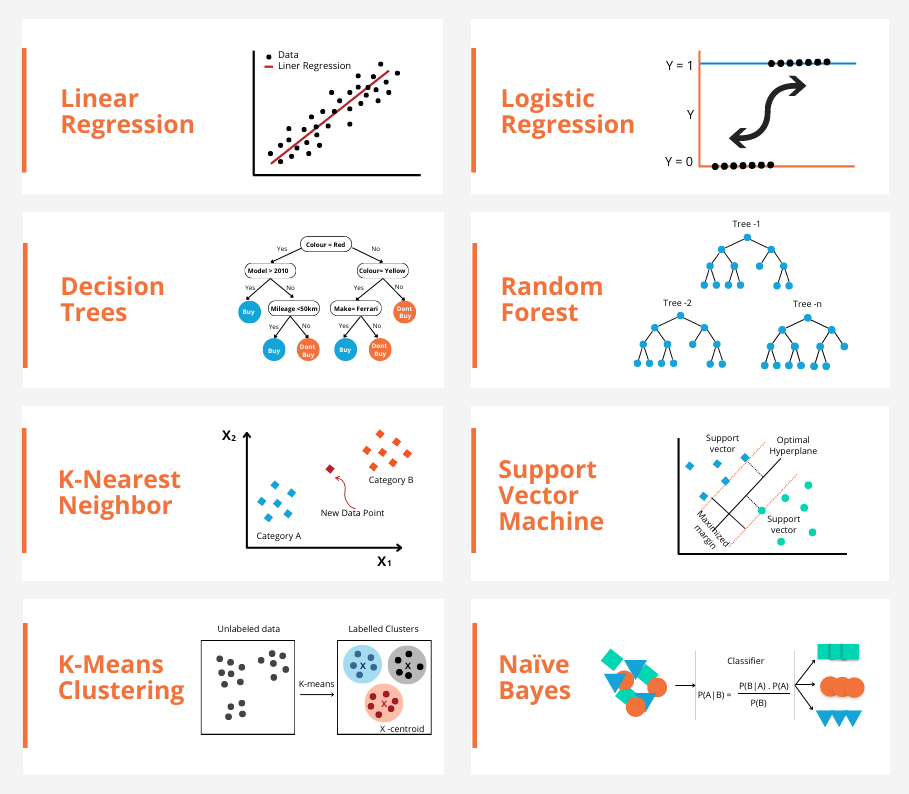 Linear
Regression
Data
Liner Regression
Logistic
Regression
Y = 1
Y
Y = 0
Decision
Trees
Colour = Red
Yes
No
Model > 2010
Colour= Yellow
Yes
No
Yes
No
Buy
Mileage <50km
Make= Ferrari
Dont
Buy
Yes
No
Yes
No
Buy
Dont
Buy
Buy
Dont
Buy
Random
Forest
Tree -1
Tree -2
Tree -n
K-Nearest
Neighbor
X₂
Category B
New Data Point
Category A
X₁
Support
Vector
Machine
Support
vector
Optimal
Hyperplane
Maximized
margin
Support
vector
K-Means
Clustering
Unlabeled data
Labelled Clusters
K-means
X
X
X
X -centroid
Naïve
Bayes
Classifier
P(A|B) =
P(B|A) . P(A)
P(B)